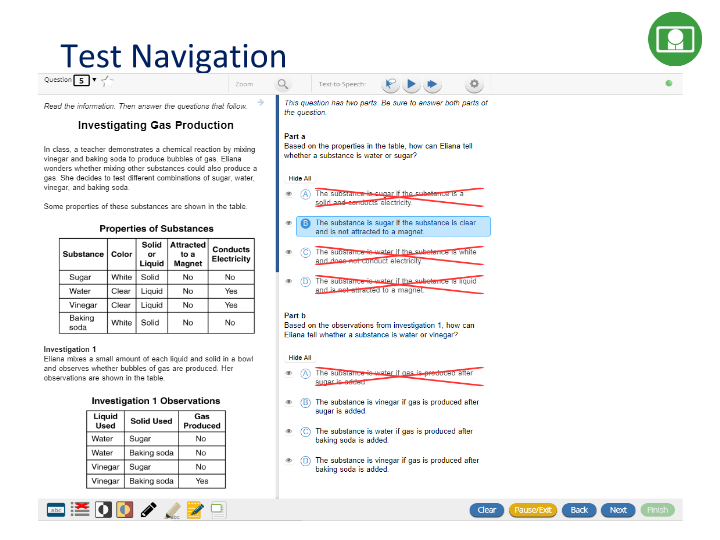 Test Navigation
Question 5
Zoom
Text-to-Speech:
Read the information. Then answer the questions that follow.
Investigating Gas Production
In class, a teacher demonstrates a chemical reaction by mixing
vinegar and baking soda to produce bubbles of gas. Eliana
wonders whether mixing other substances could also produce a
gas. She decides to test different combinations of sugar, water,
vinegar, and baking soda.
Some properties of these substances are shown in the table.
Properties of Substances
Substance Color Solid or Liquid Attracted to a Magnet Conducts Electricity
Sugar White Solid No No
Water Clear Liquid No Yes
Vinegar Clear Liquid No Yes
Baking soda White Solid No No
Investigation 1
Eliana mixes a small amount of each liquid and solid in a bowl
and observes whether bubbles of gas are produced. Her
observations are shown in the table.
Investigation 1 Observations
Liquid Used Solid Used Gas Produced
Water Sugar No
Water Baking soda No
Vinegar Sugar No
Vinegar Baking soda Yes
This question has two parts. Be sure to answer both parts of
the question.
Part a
Based on the properties in the table, how can Eliana tell
whether a substance is water or sugar?
Hide All
A The substance is sugar if the substance is a
solid and conducts electricity.
B The substance is sugar if the substance is clear
and is not attracted to a magnet.
C The substance is water if the substance is white
and does not conduct electricity.
D The substance is water if the substance is liquid
and is not attracted to a magnet.
Part b
Based on the observations from investigation 1, how can
Eliana tell whether a substance is water or vinegar?
Hide All
A The substance is water if gas is produced after
sugar is added.
B The substance is vinegar if gas is produced after
sugar is added.
C The substance is water if gas is produced after
baking soda is added.
D The substance is vinegar if gas is produced after
baking soda is added.
abc
Clear Pause/Exit Back Next Finish